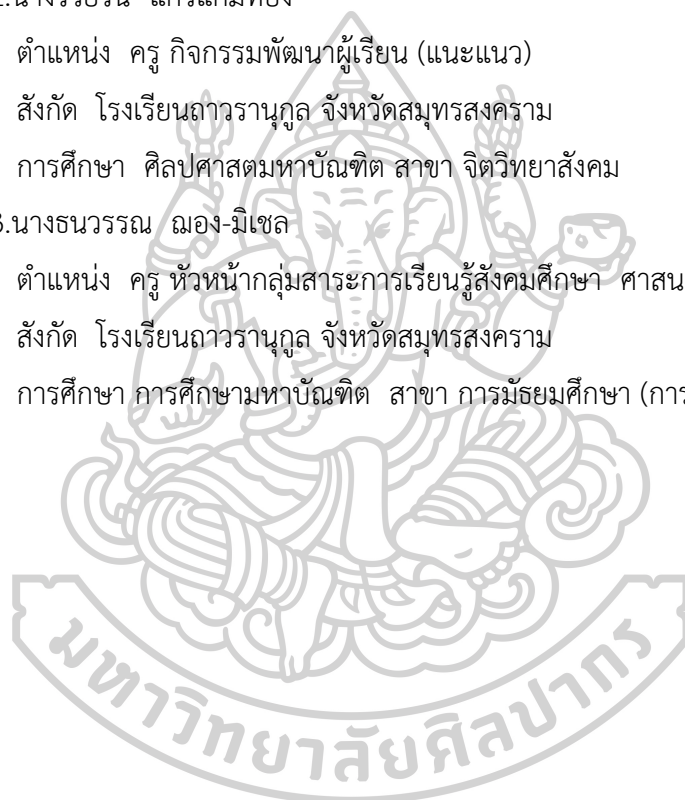 ตำแหน่ง ครู กิจกรรมพัฒนาผู้เรียน (แนะแนว)
สังกัด โรงเรียนถาวรานุกูล จังหวัดสมุทรสงคราม
การศึกษา ศิลปศาสตมหาบัณฑิต สาขา จิตวิทยาสังคม
3.นางธนวรรณ ฌอง-มิเชล
ตำแหน่ง ครู หัวหน้ากลุ่มสาระการเรียนรู้สังคมศึกษา ศาสน
สังกัด โรงเรียนถาวรานุกูล จังหวัดสมุทรสงคราม
การศึกษา การศึกษามหาบัณฑิต สาขา การมัธยมศึกษา (การ
มหาวิทยาลัยศิลปากร